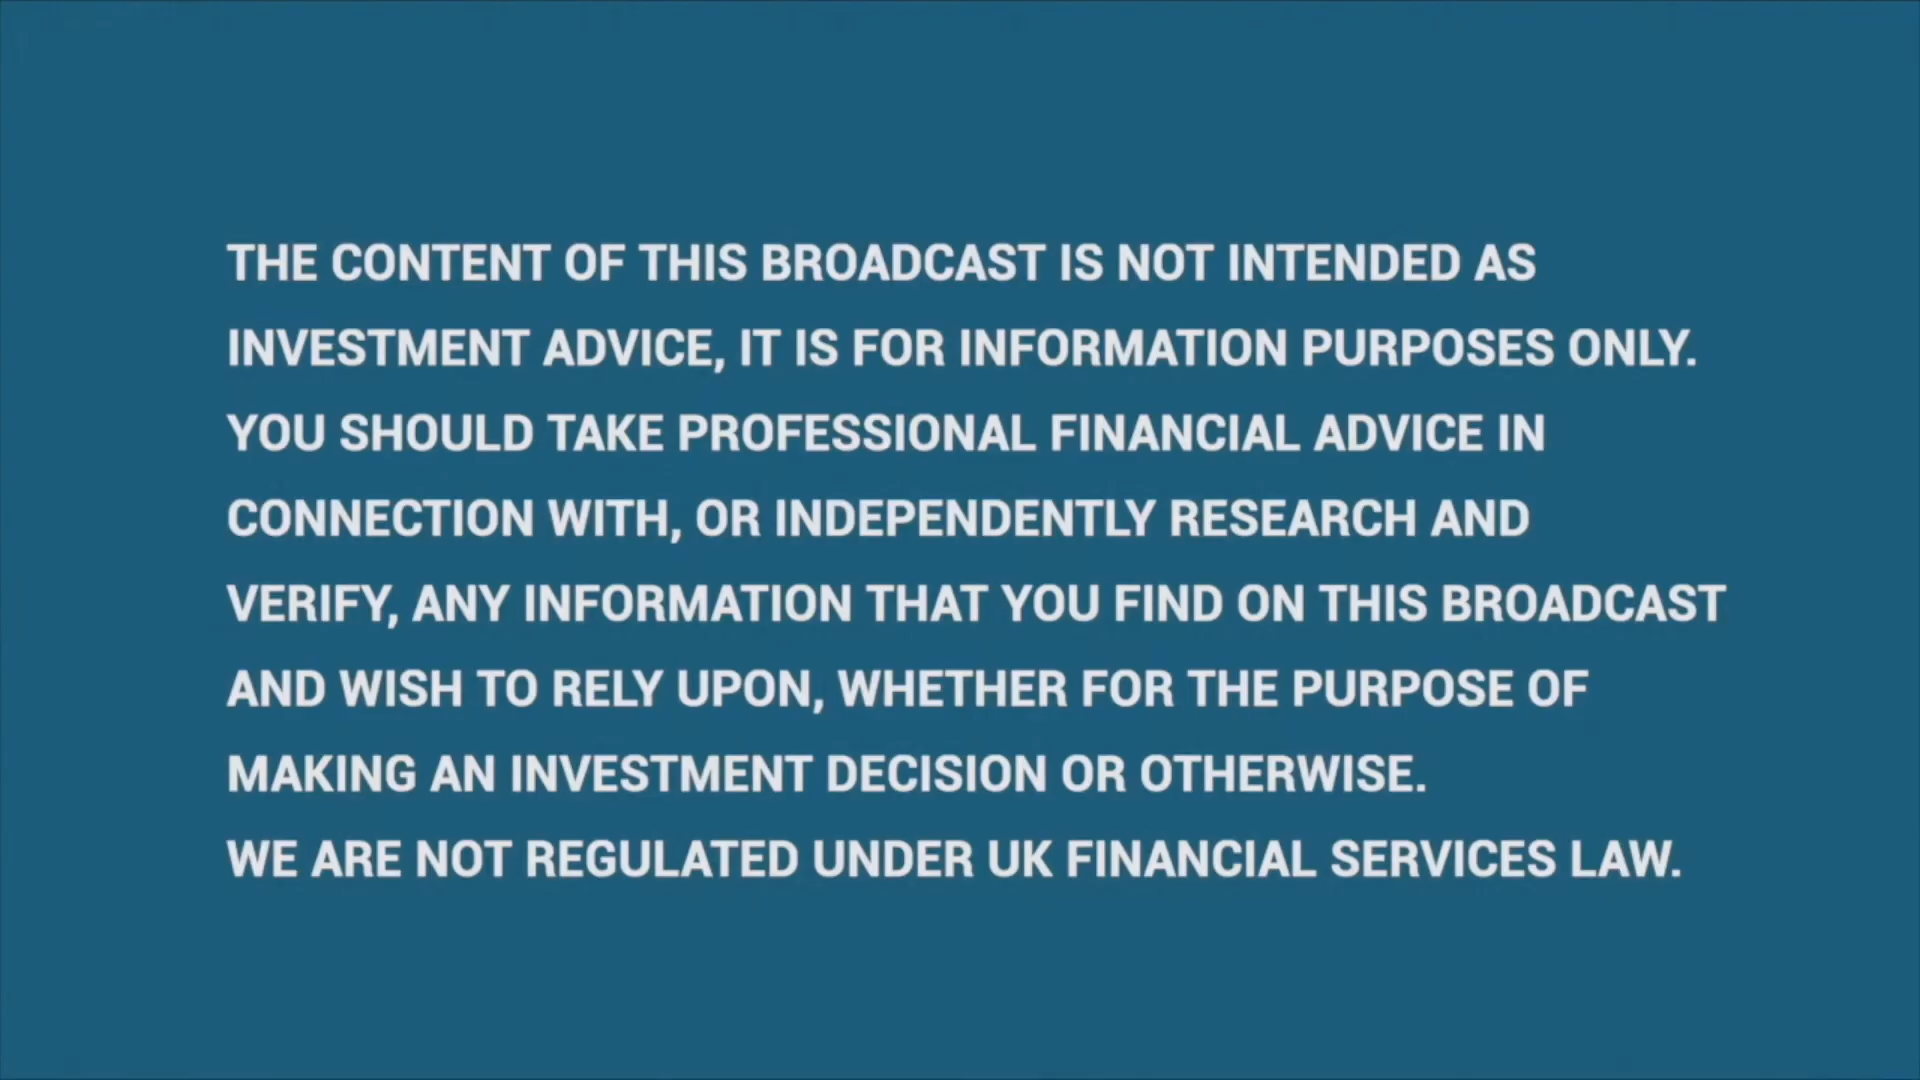 THE CONTENT OF THIS BROADCAST IS NOT INTENDED AS
INVESTMENT ADVICE, IT IS FOR INFORMATION PURPOSES ONLY.
YOU SHOULD TAKE PROFESSIONAL FINANCIAL ADVICE IN
CONNECTION WITH, OR INDEPENDENTLY RESEARCH AND
VERIFY, ANY INFORMATION THAT YOU FIND ON THIS BROADCAST
AND WISH TO RELY UPON, WHETHER FOR THE PURPOSE OF
MAKING AN INVESTMENT DECISION OR OTHERWISE.
WE ARE NOT REGULATED UNDER UK FINANCIAL SERVICES LAW.